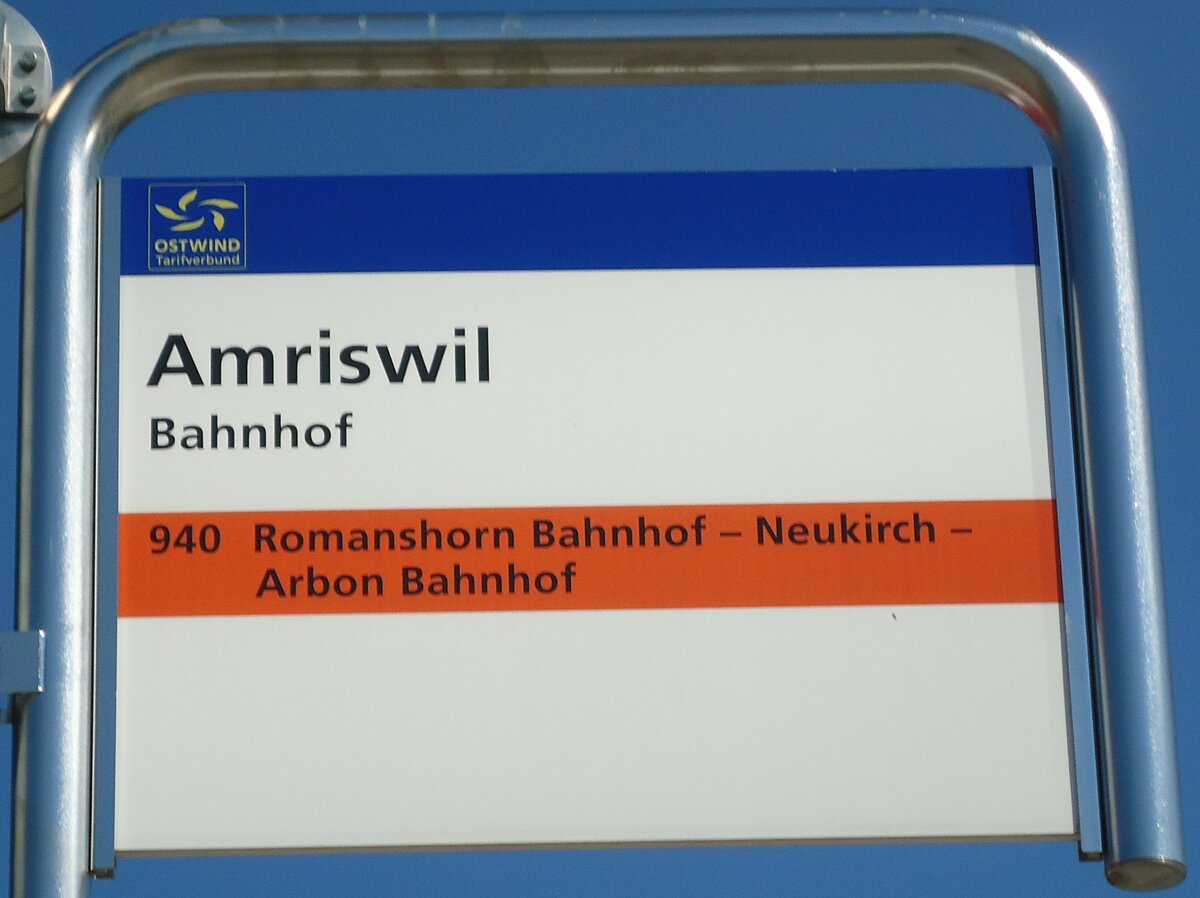 OSTWIND
Tarifverbund
Amriswil
Bahnhof
940 Romanshorn Bahnhof – Neukirch –
Arbon Bahnhof